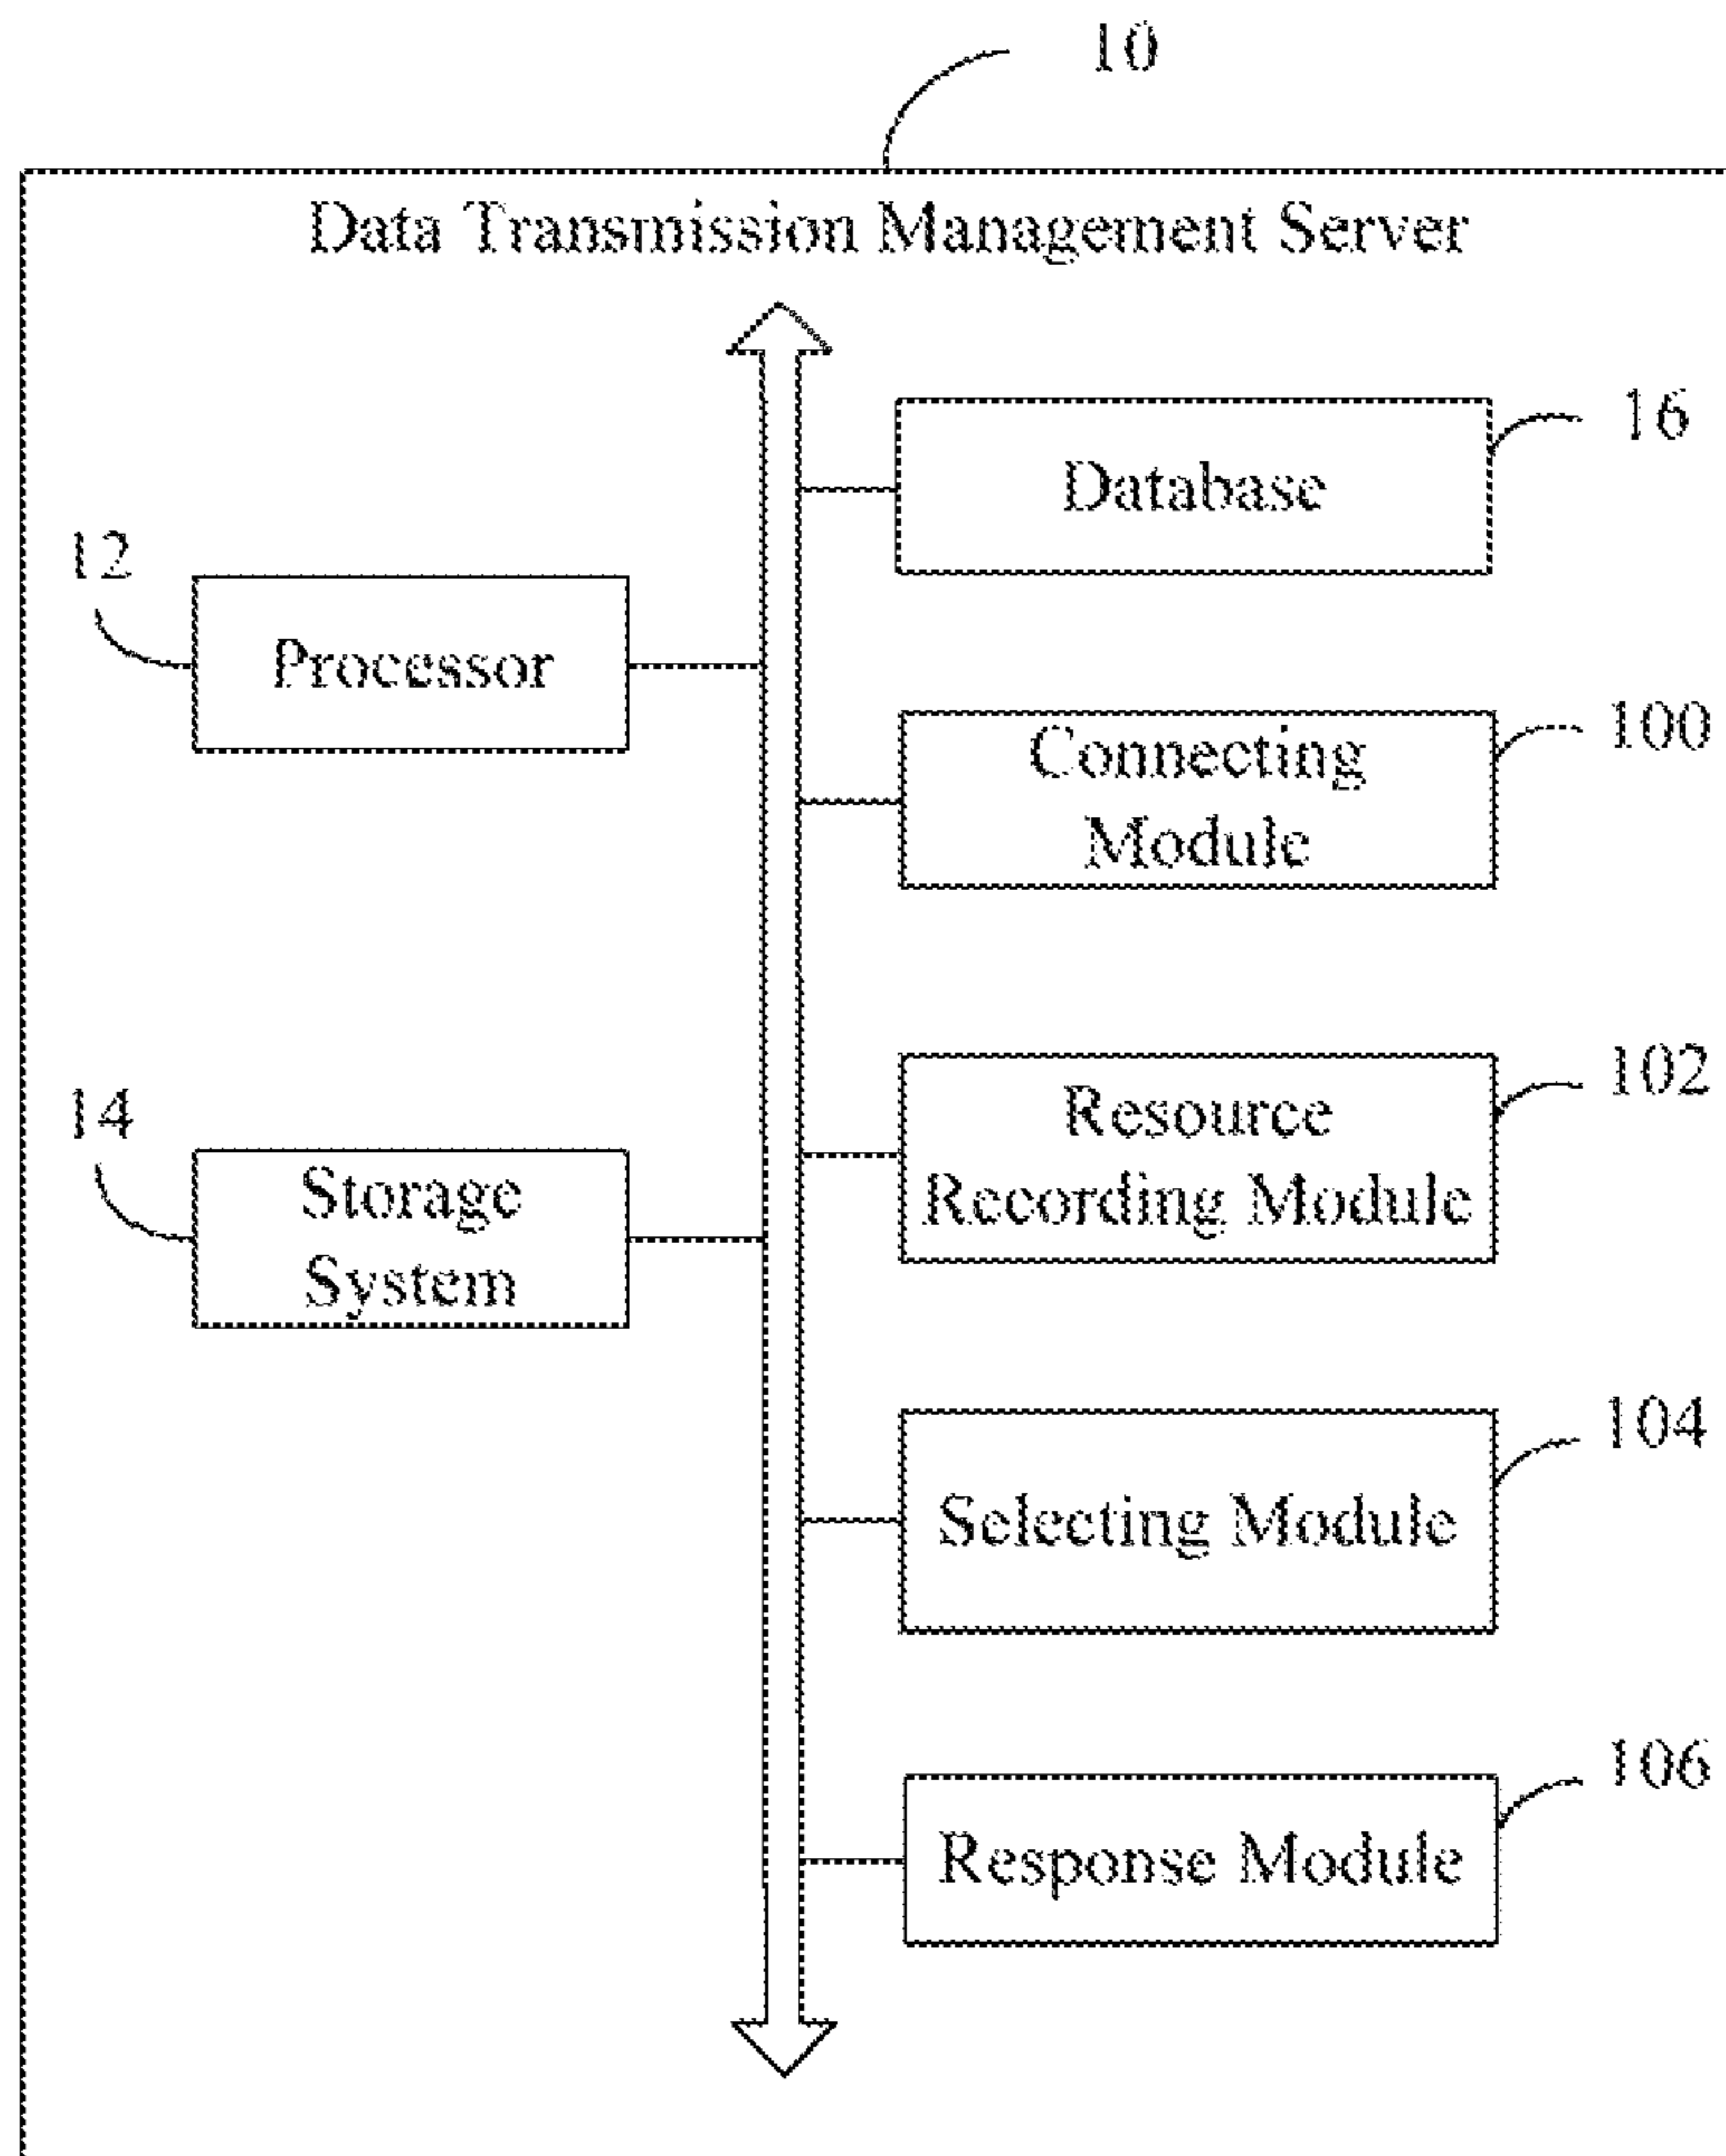 10
Data Transmission Management Server
16
Database
12
Processor
100
Connecting
Module
102
Resource
Recording Module
14
Storage
System
104
Selecting Module
106
Response Module